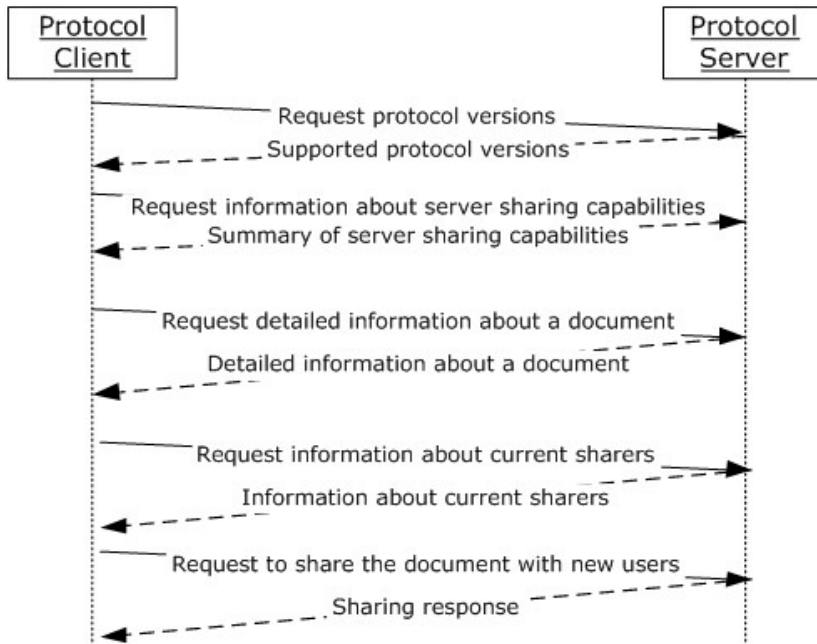 Protocol
Client
Protocol
Server
Request protocol versions
Supported protocol versions
Request information about server sharing capabilities
Summary of server sharing capabilities
Request detailed information about a document
Detailed information about a document
Request information about current sharers
Information about current sharers
Request to share the document with new users
Sharing response